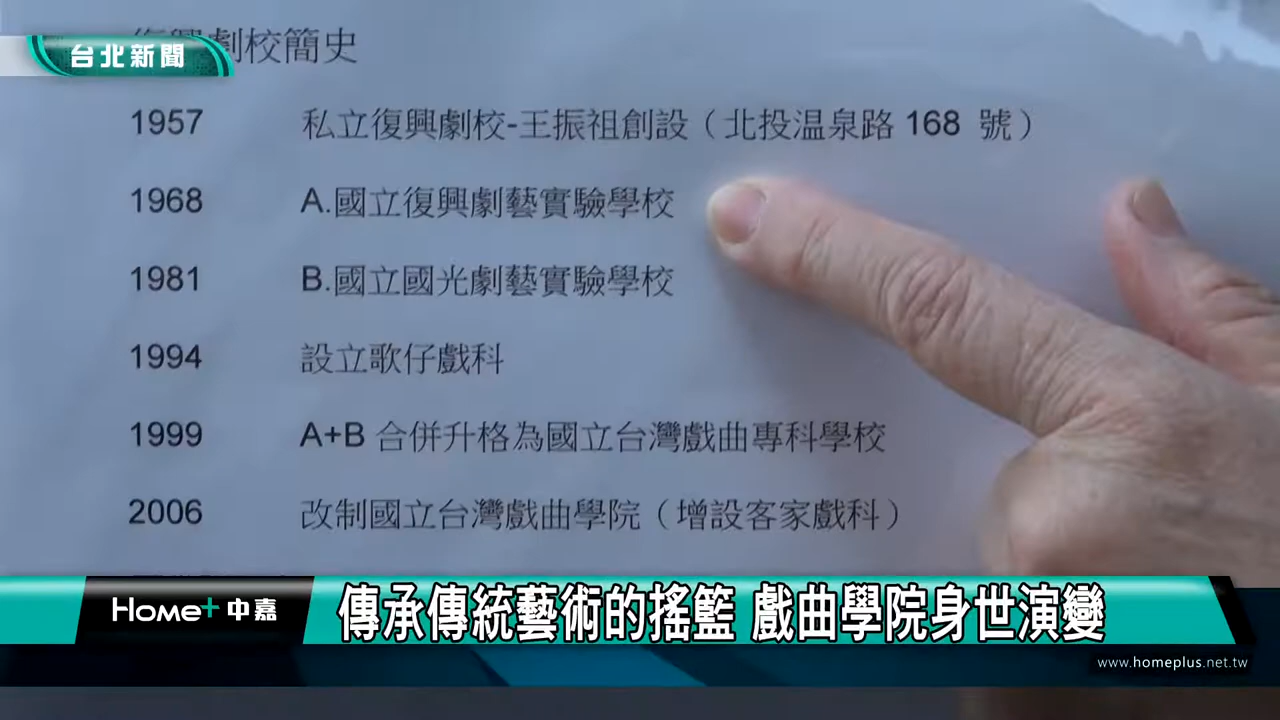 台北新聞
復興劇校簡史
1957 私立復興劇校-王振祖創設（北投温泉路 168 號）
1968 A.國立復興劇藝實驗學校
1981 B.國立國光劇藝實驗學校
1994 設立歌仔戲科
1999 A+B 合併升格為國立台灣戲曲專科學校
2006 改制國立台灣戲曲學院（增設客家戲科）
Home+中嘉
傳承傳統藝術的搖籃 戲曲學院身世演變
www.homeplus.net.tw